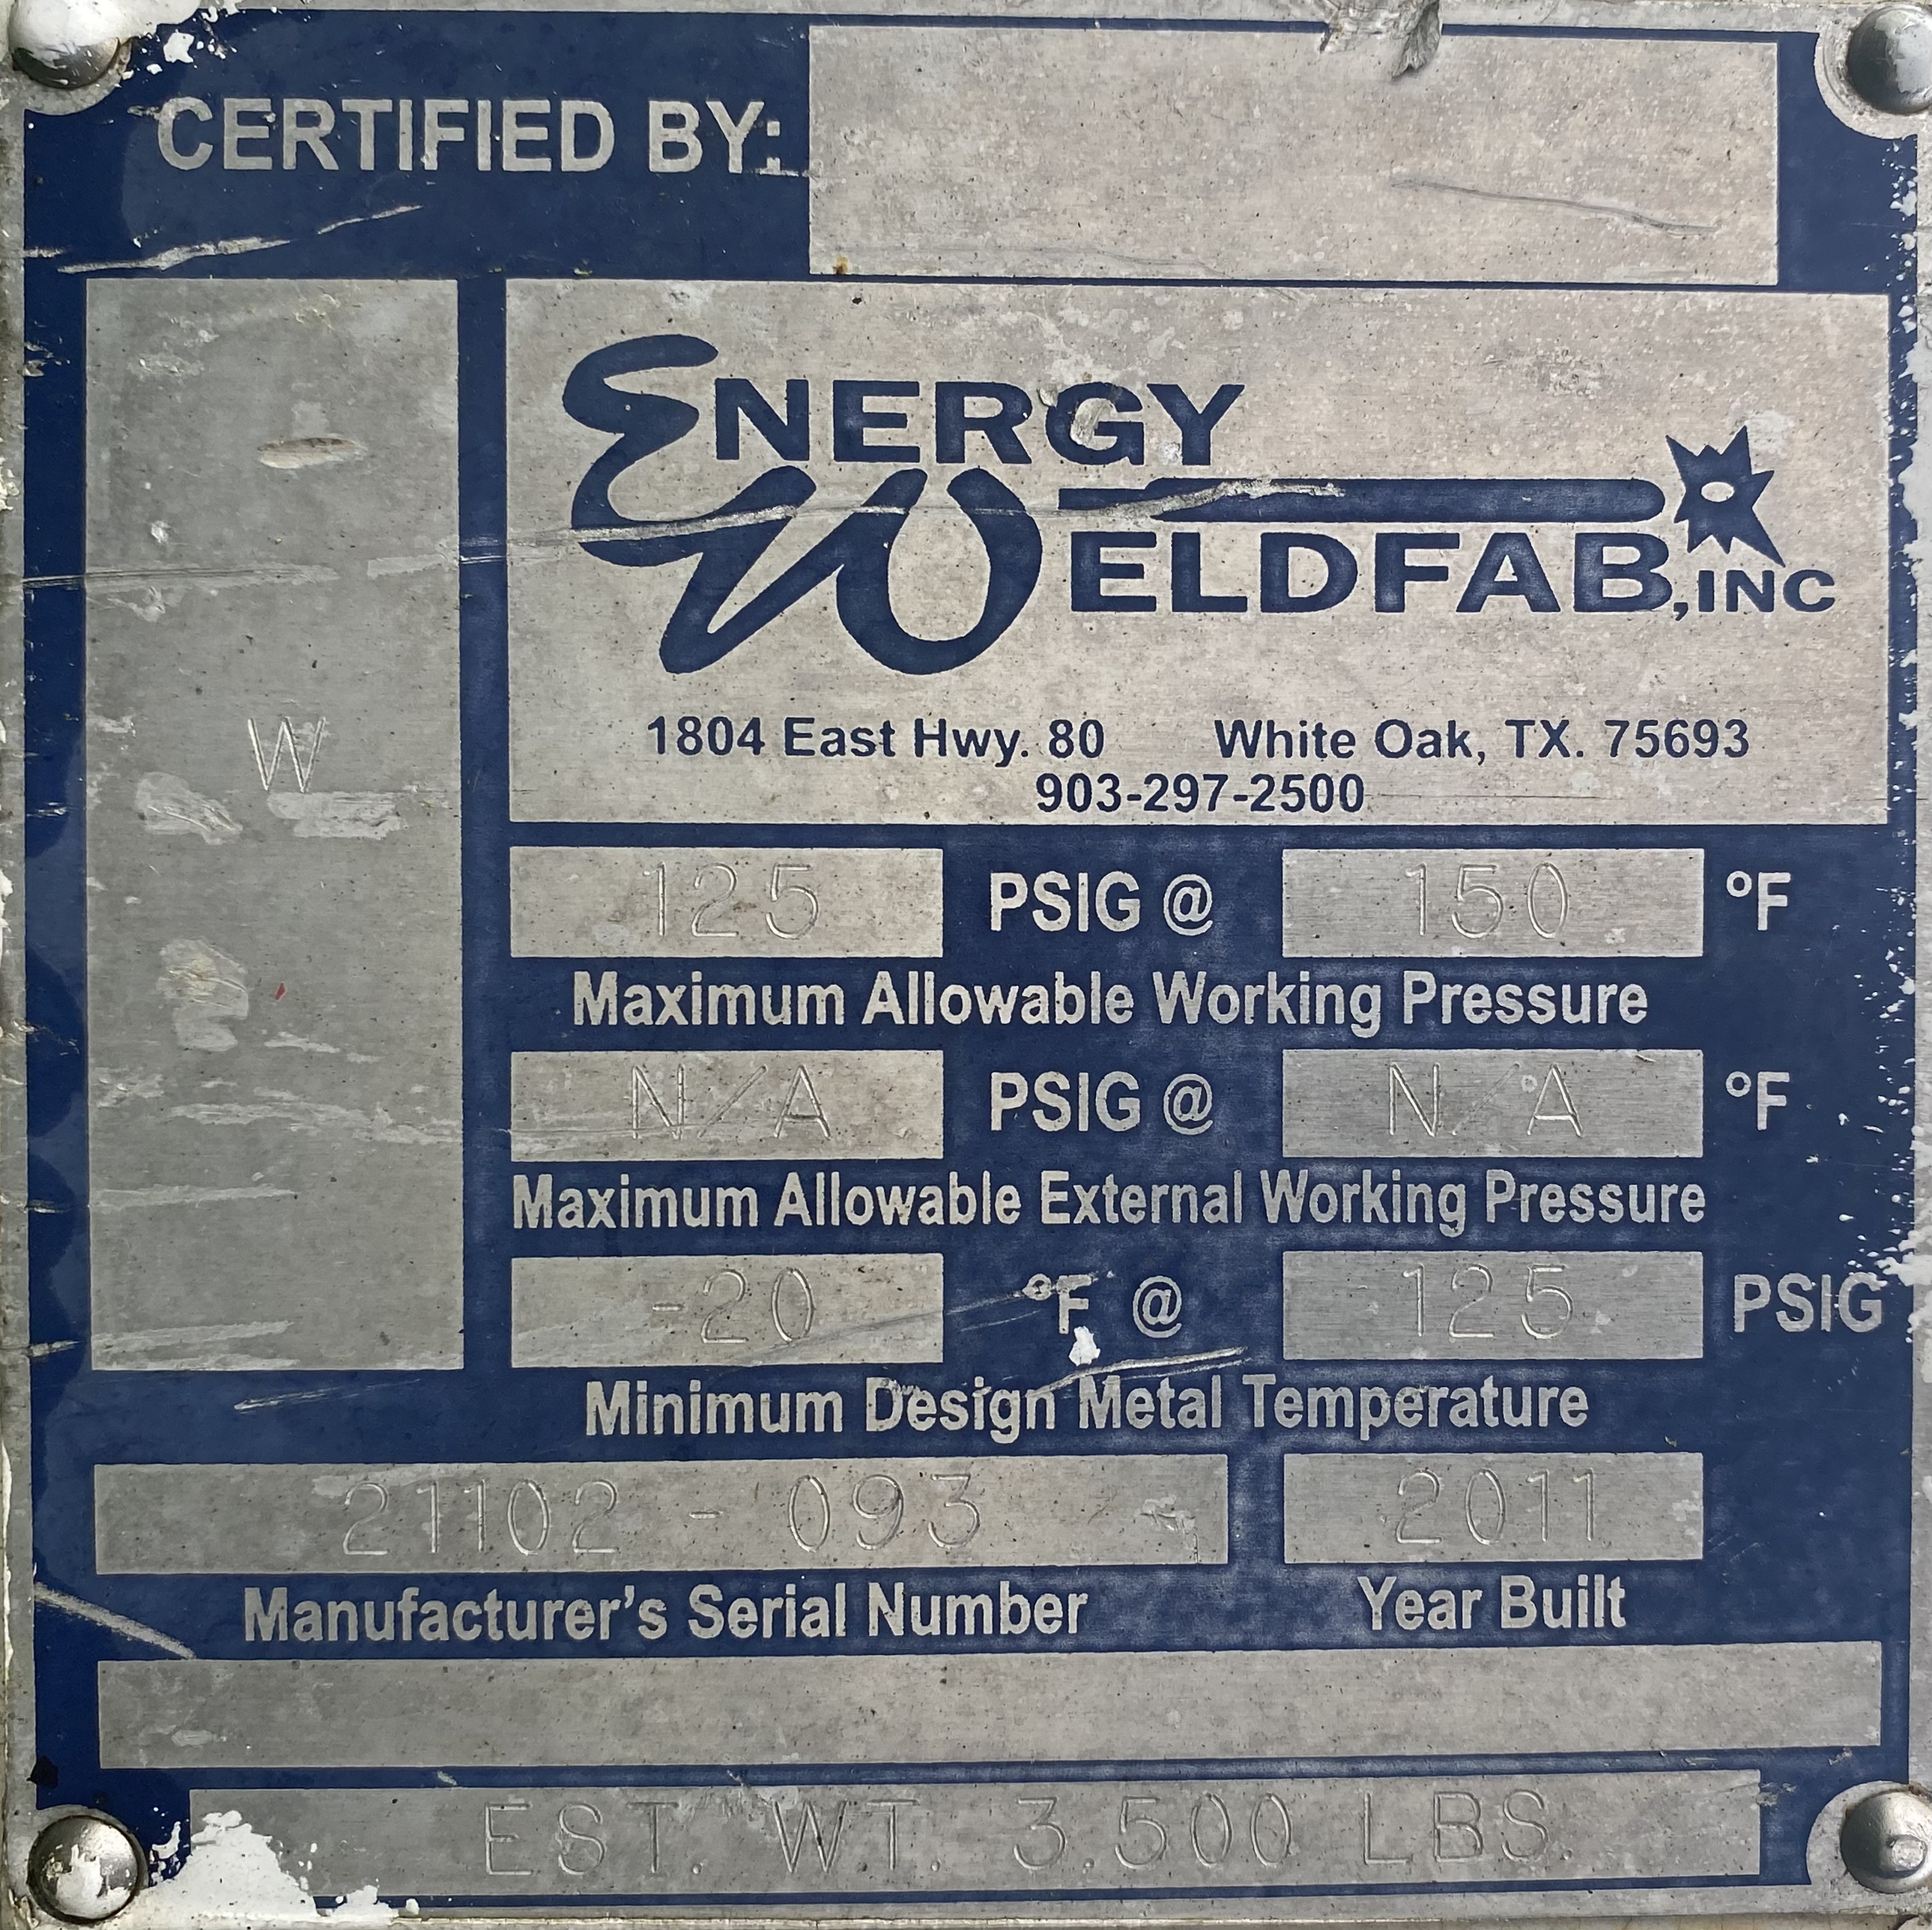 CERTIFIED BY:
ENERGY
WELDFAB, INC
1804 East Hwy. 80 White Oak, TX. 75693
903-297-2500
W
125 PSIG @ 150 °F
Maximum Allowable Working Pressure
N/A PSIG @ N/A °F
Maximum Allowable External Working Pressure
-20 °F @ 125 PSIG
Minimum Design Metal Temperature
21102 - 093 2011
Manufacturer's Serial Number Year Built
EST. WT. 3,500 LBS.